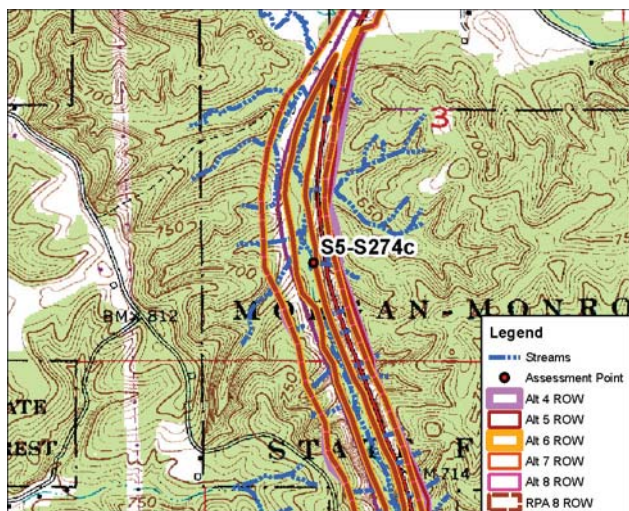 650
700
3
750
650
S5-S274c
700
BMX 812
MORGAN-MONRO
750
Legend
Streams
Assessment Point
Alt 4 ROW
Alt 5 ROW
Alt 6 ROW
Alt 7 ROW
Alt 8 ROW
RPA 8 ROW
ATE
REST
STATE F
M 714
750